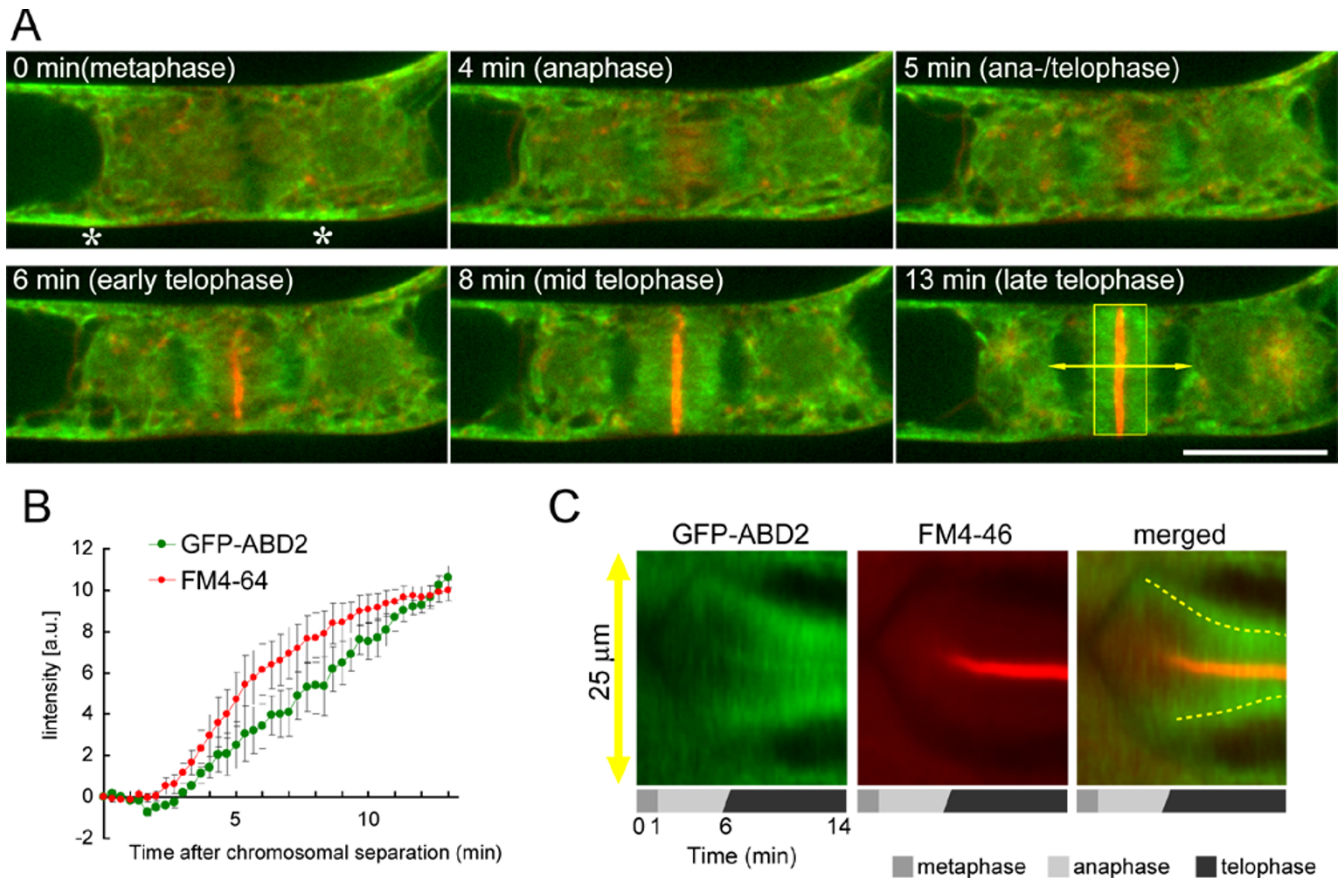 A
0 min(metaphase)
4 min (anaphase)
5 min (ana-/telophase)
* *
6 min (early telophase)
8 min (mid telophase)
13 min (late telophase)
B
GFP-ABD2
FM4-64
12
10
8
6
4
2
0
-2
Iintensity [a.u.]
5 10
Time after chromosomal separation (min)
C
GFP-ABD2 FM4-46 merged
25 μm
0 1 6 14
Time (min)
metaphase anaphase telophase